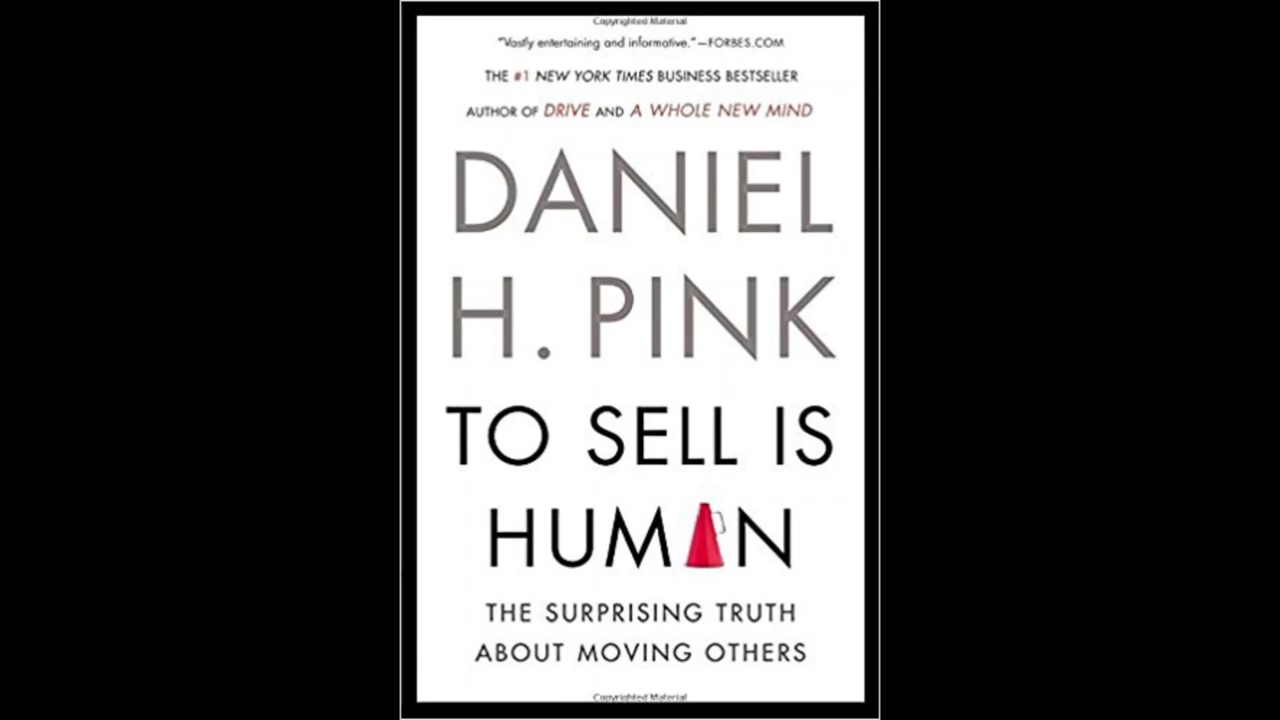 Copyrighted Material
"Vastly entertaining and informative."—FORBES.COM
THE #1 NEW YORK TIMES BUSINESS BESTSELLER
AUTHOR OF DRIVE AND A WHOLE NEW MIND
DANIEL
H. PINK
TO SELL IS
HUMAN
THE SURPRISING TRUTH
ABOUT MOVING OTHERS
Copyrighted Material